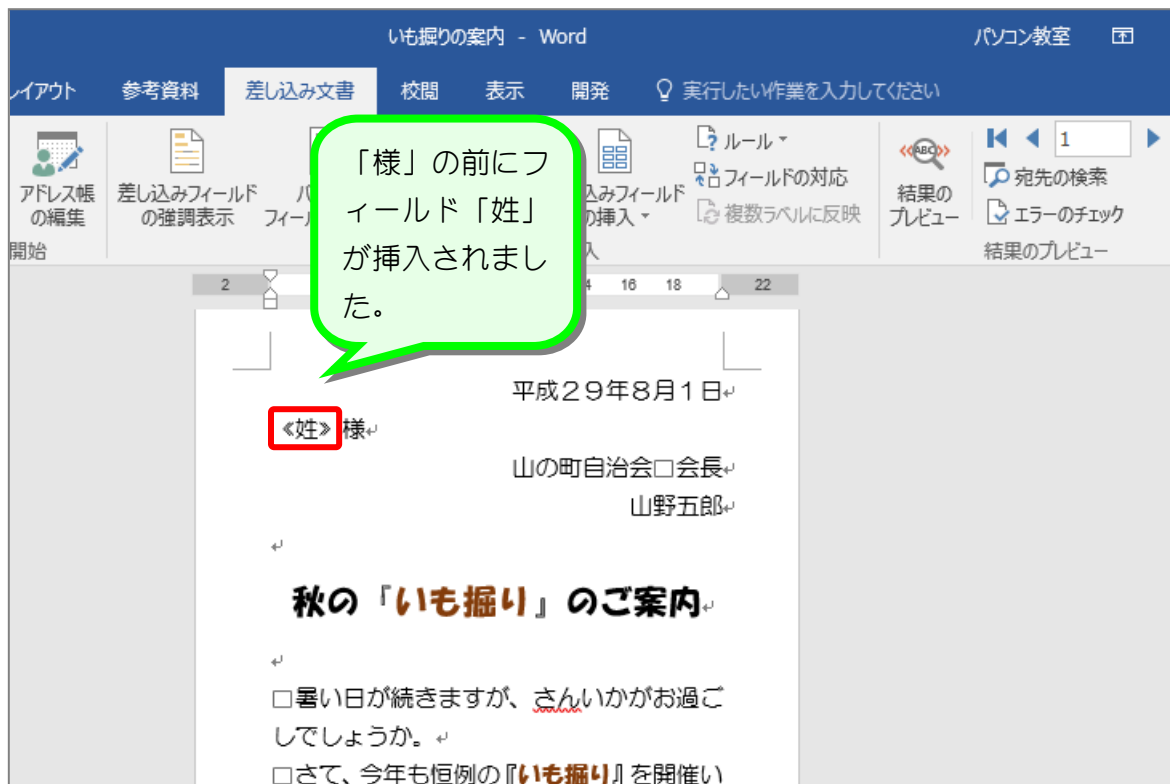 いも掘りの案内 - Word パソコン教室
レイアウト 参考資料 差し込み文書 校閲 表示 開発 実行したい作業を入力してください
アドレス帳の編集
差し込みフィールドの強調表示
ルール
フィールドの対応
複数ラベルに反映
«ABC»
結果のプレビュー
1
宛先の検索
エラーのチェック
開始 結果のプレビュー
「様」の前にフ
ィールド「姓」
が挿入されまし
た。
2 16 18 22
平成29年8月1日↵
≪姓≫ 様↵
山の町自治会□会長↵
山野五郎↵
↵
秋の『いも掘り』のご案内↵
↵
□暑い日が続きますが、さんいかがお過ご
しでしょうか。↵
□さて、今年も恒例の『いも掘り』を開催い